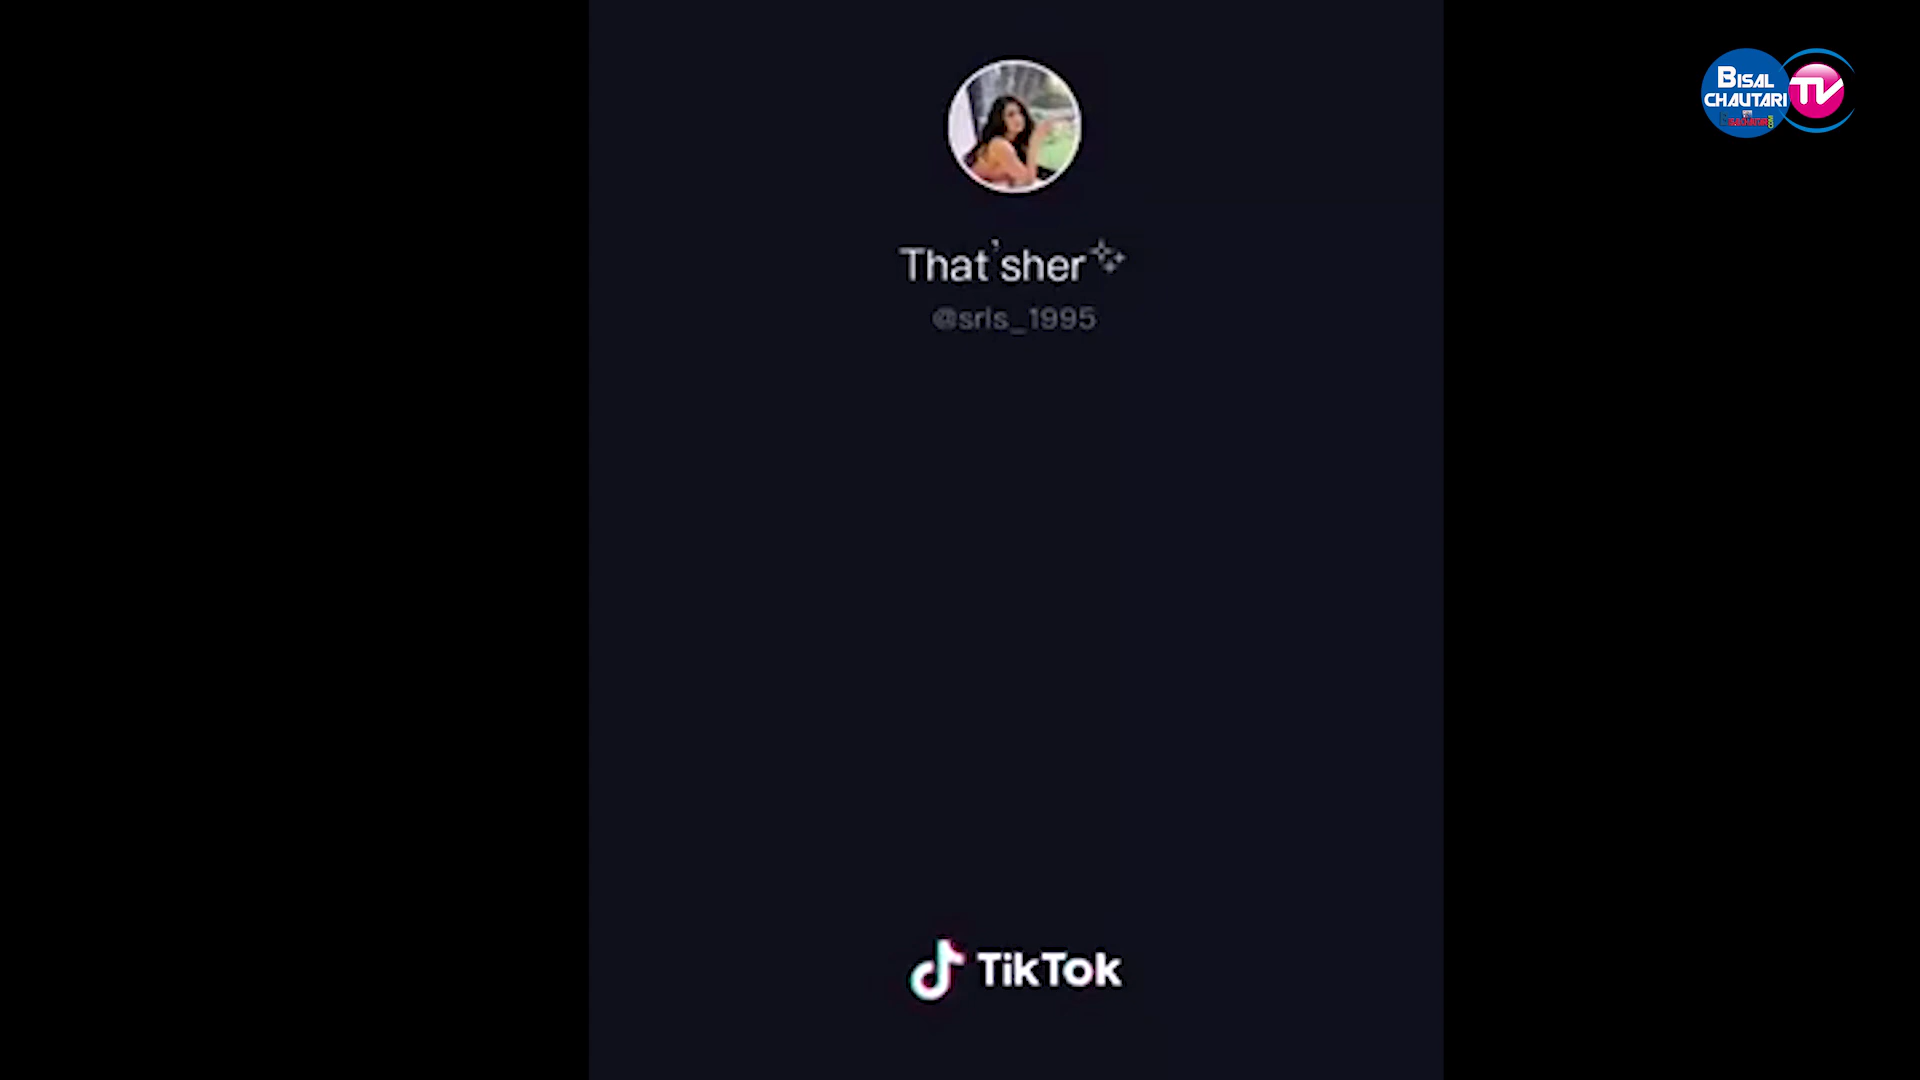 BISAL
CHAUTARI
TV
That'sher
@srls_1995
TikTok